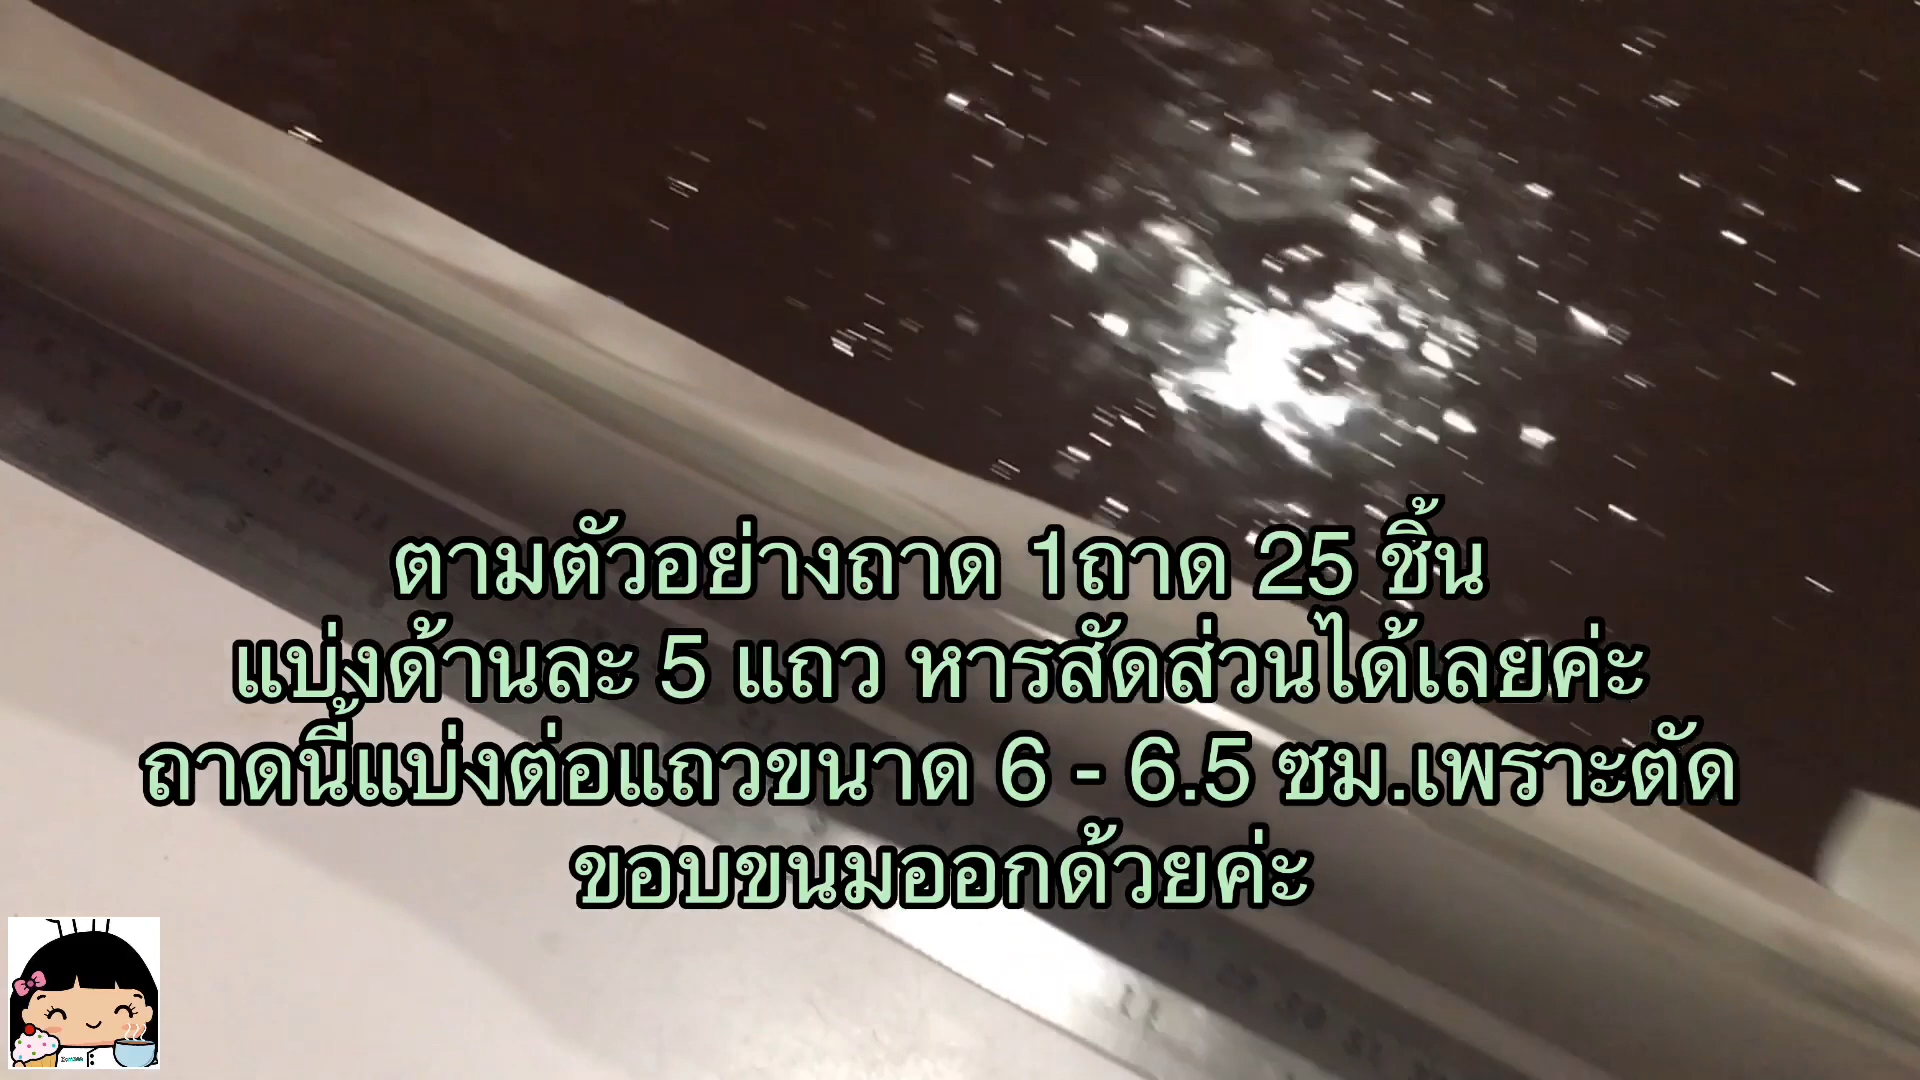 ตามตัวอย่างถาด 1ถาด 25 ชิ้น
แบ่งด้านละ 5 แถว หารสัดส่วนได้เลยค่ะ
ถาดนี้แบ่งต่อแถวขนาด 6 - 6.5 ซม.เพราะตัด
ขอบขนมออกด้วยค่ะ